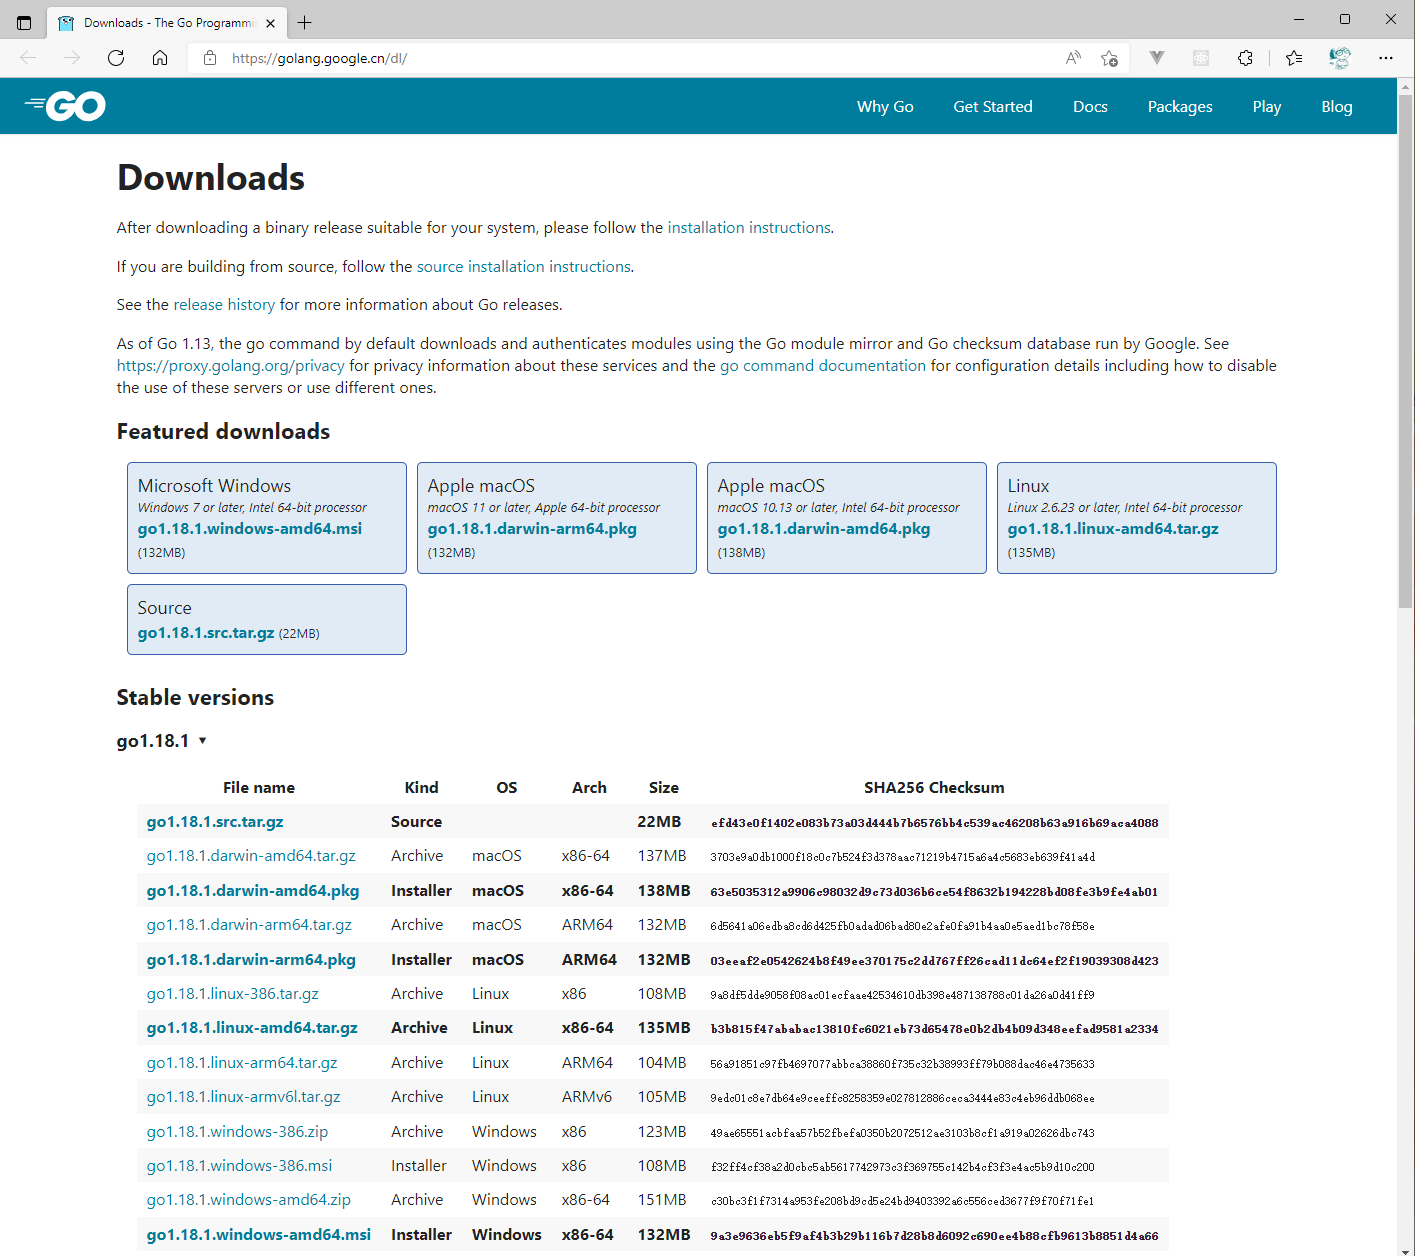 Downloads - The Go Programmi
https://golang.google.cn/dl/
GO
Why Go Get Started Docs Packages Play Blog
Downloads
After downloading a binary release suitable for your system, please follow the installation instructions.
If you are building from source, follow the source installation instructions.
See the release history for more information about Go releases.
As of Go 1.13, the go command by default downloads and authenticates modules using the Go module mirror and Go checksum database run by Google. See
https://proxy.golang.org/privacy for privacy information about these services and the go command documentation for configuration details including how to disable
the use of these servers or use different ones.
Featured downloads
Microsoft Windows
Windows 7 or later, Intel 64-bit processor
go1.18.1.windows-amd64.msi
(132MB)
Apple macOS
macOS 11 or later, Apple 64-bit processor
go1.18.1.darwin-arm64.pkg
(132MB)
Apple macOS
macOS 10.13 or later, Intel 64-bit processor
go1.18.1.darwin-amd64.pkg
(138MB)
Linux
Linux 2.6.23 or later, Intel 64-bit processor
go1.18.1.linux-amd64.tar.gz
(135MB)
Source
go1.18.1.src.tar.gz (22MB)
Stable versions
go1.18.1 ▾
File name Kind OS Arch Size SHA256 Checksum
go1.18.1.src.tar.gz Source 22MB efd43e0f1402e083b73a03d444b7b6576bb4c539ac46208b63a916b69aca4088
go1.18.1.darwin-amd64.tar.gz Archive macOS x86-64 137MB 3703e9a0db1000f18c0c7b524f3d378aac71219b4715a6a4c5683eb639f41a4d
go1.18.1.darwin-amd64.pkg Installer macOS x86-64 138MB 63e5035312a9906c98032d9c73d036b6ce54f8632b194228bd08fe3b9fe4ab01
go1.18.1.darwin-arm64.tar.gz Archive macOS ARM64 132MB 6d5641a06edba8cd6d425fb0adad06bad80e2afe0fa91b4aa0e5aed1bc78f58e
go1.18.1.darwin-arm64.pkg Installer macOS ARM64 132MB 03eeaf2e0542624b8f49ee370175c2dd767ff26cad11dc64ef2f19039308d423
go1.18.1.linux-386.tar.gz Archive Linux x86 108MB 9a8df5dde9058f08ac01ecfaae42534610db398e487138788c01da26a0d41ff9
go1.18.1.linux-amd64.tar.gz Archive Linux x86-64 135MB b3b815f47ababac13810fc6021eb73d65478e0b2db4b09d348eefad9581a2334
go1.18.1.linux-arm64.tar.gz Archive Linux ARM64 104MB 56a91851c97fb4697077abbca38860f735c32b38993ff79b088dac46e4735633
go1.18.1.linux-armv6l.tar.gz Archive Linux ARMv6 105MB 9edc01c8e7db64e9ceeffc8258359e027812886ceca3444e83c4eb96ddb068ee
go1.18.1.windows-386.zip Archive Windows x86 123MB 49ae65551acbfaa57b52fbefa0350b2072512ae3103b8cf1a919a02626dbc743
go1.18.1.windows-386.msi Installer Windows x86 108MB f32ff4cf38a2d0cbc5ab5617742973c3f369755c142b4cf3f3e4ac5b9d10c200
go1.18.1.windows-amd64.zip Archive Windows x86-64 151MB c30bc3f1f7314a953fe208bd9cd5e24bd9403392a6c556ced3677f9f70f71fe1
go1.18.1.windows-amd64.msi Installer Windows x86-64 132MB 9a3e9636eb5f9af4b3b29b116b7d28b8d6092c690ee4b88cfb9613b8851d4a66